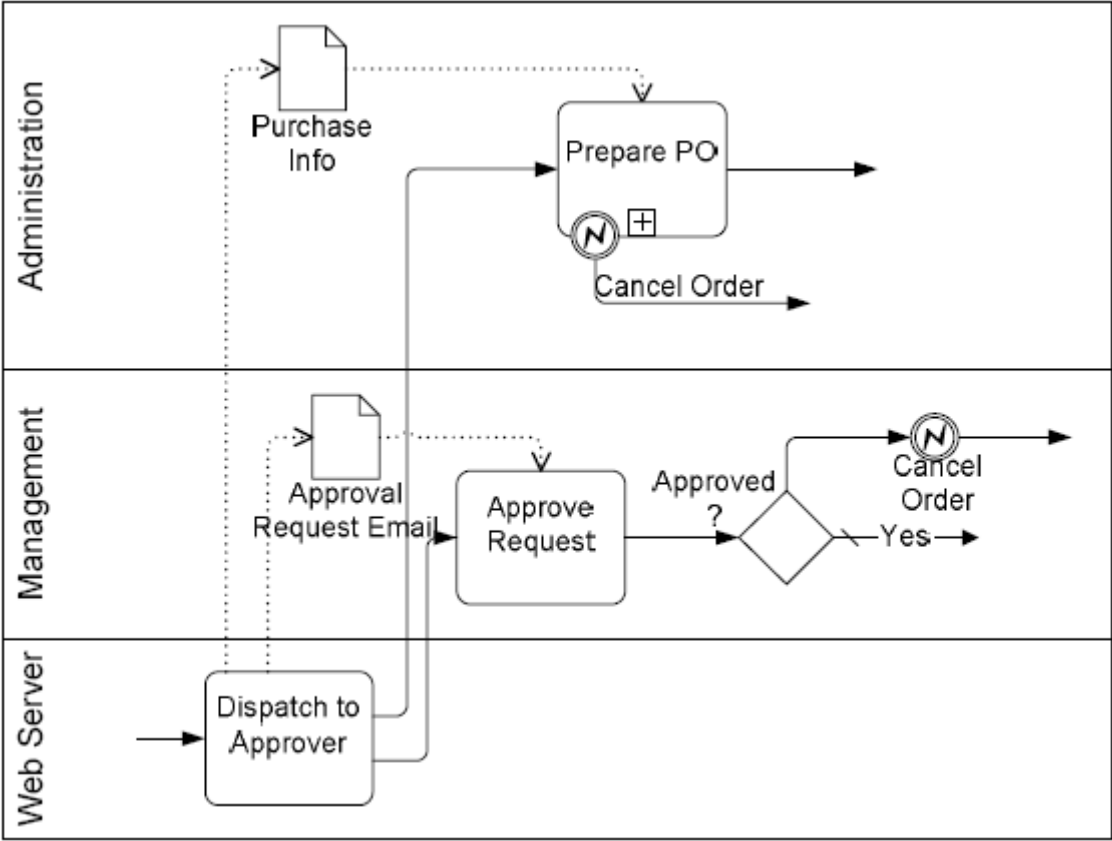 Administration
Purchase
Info
Prepare PO
Cancel Order
Management
Approval
Request Email
Approve
Request
Approved
?
Cancel
Order
Yes
Web Server
Dispatch to
Approver